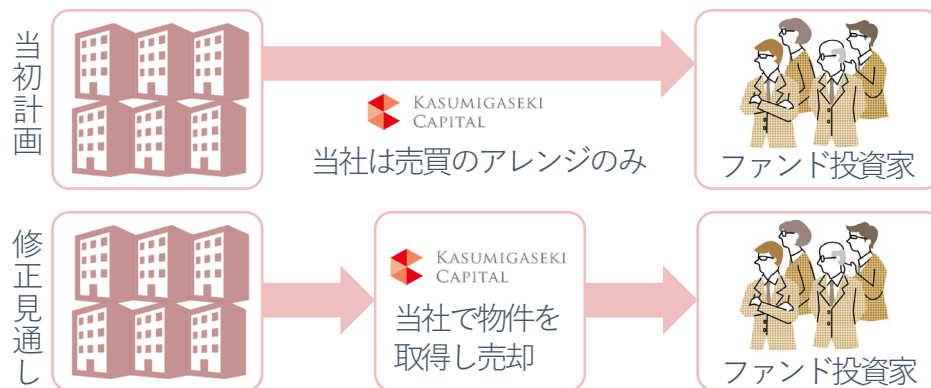 当初計画
KASUMIGASEKI
CAPITAL
当社は売買のアレンジのみ
ファンド投資家
修正見通し
KASUMIGASEKI
CAPITAL
当社で物件を
取得し売却
ファンド投資家